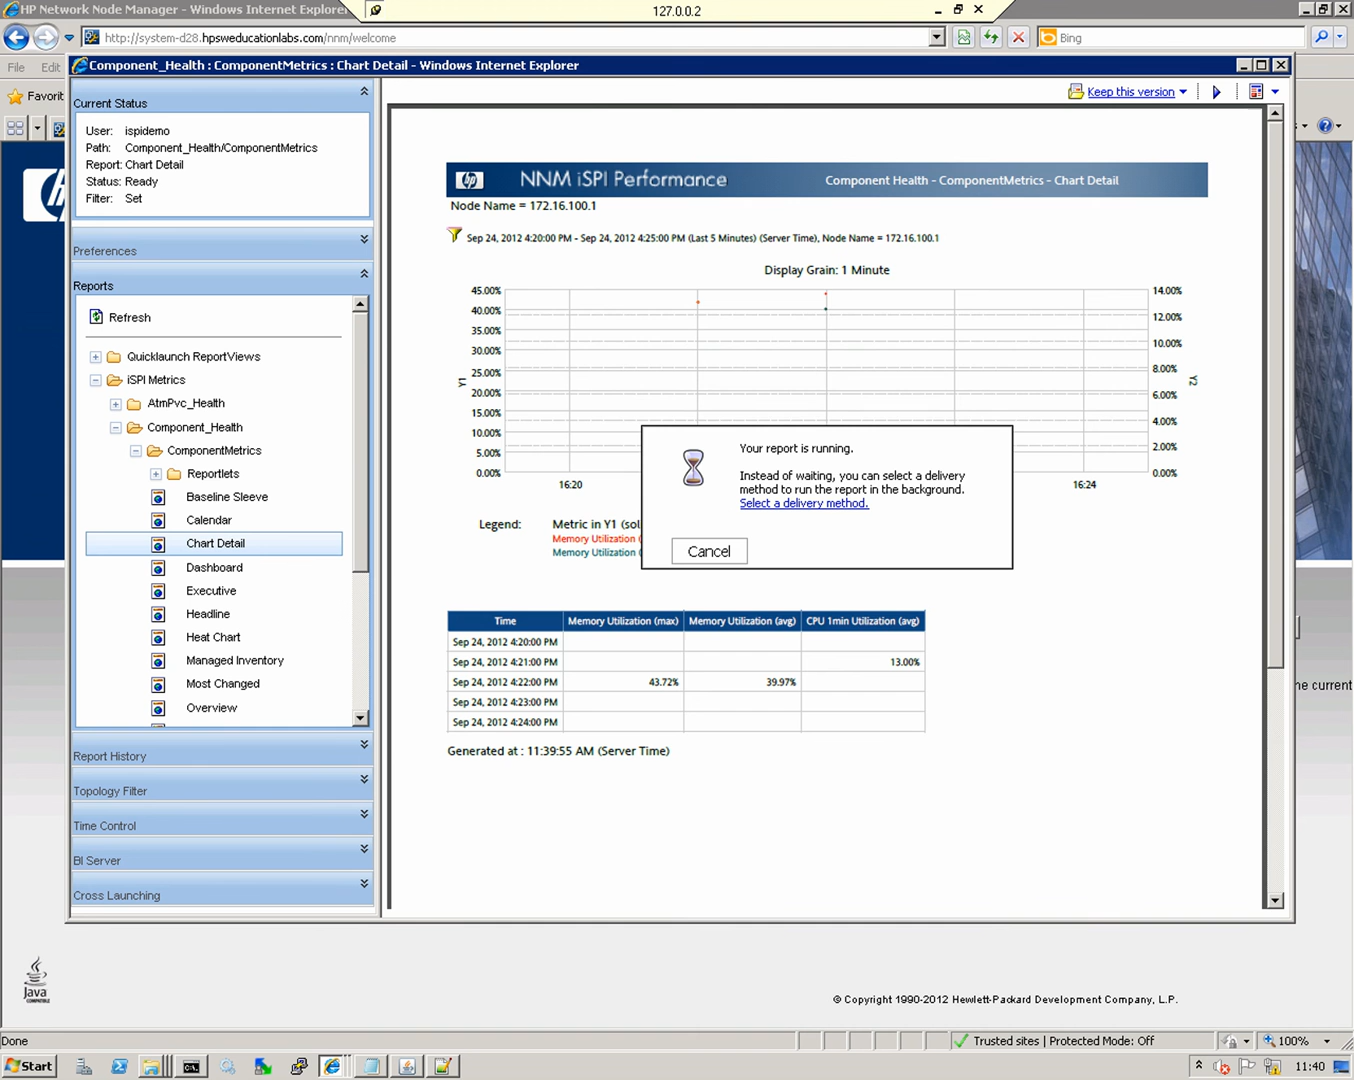 HP Network Node Manager - Windows Internet Explorer
127.0.0.2
http://system-d28.hpsweducationlabs.com/nnm/welcome
Bing
File Edit
Component_Health : ComponentMetrics : Chart Detail - Windows Internet Explorer
Favorit
Current Status
User: ispidemo
Path: Component_Health/ComponentMetrics
Report: Chart Detail
Status: Ready
Filter: Set
Preferences
Reports
Refresh
Quicklaunch ReportViews
iSPI Metrics
AtmPvc_Health
Component_Health
ComponentMetrics
Reportlets
Baseline Sleeve
Calendar
Chart Detail
Dashboard
Executive
Headline
Heat Chart
Managed Inventory
Most Changed
Overview
Report History
Topology Filter
Time Control
BI Server
Cross Launching
Keep this version
hp NNM iSPI Performance Component Health - ComponentMetrics - Chart Detail
Node Name = 172.16.100.1
Sep 24, 2012 4:20:00 PM - Sep 24, 2012 4:25:00 PM (Last 5 Minutes) (Server Time), Node Name = 172.16.100.1
Display Grain: 1 Minute
45.00% 14.00%
40.00% 12.00%
35.00%
30.00% 10.00%
25.00% 8.00%
Y1 Y2
20.00% 6.00%
15.00%
10.00% 4.00%
5.00% 2.00%
0.00% 0.00%
16:20 16:24
Your report is running.
Instead of waiting, you can select a delivery
method to run the report in the background.
Select a delivery method.
Cancel
Legend: Metric in Y1 (sol
Memory Utilization (
Memory Utilization (
Time Memory Utilization (max) Memory Utilization (avg) CPU 1min Utilization (avg)
Sep 24, 2012 4:20:00 PM
Sep 24, 2012 4:21:00 PM 13.00%
Sep 24, 2012 4:22:00 PM 43.72% 39.97%
Sep 24, 2012 4:23:00 PM
Sep 24, 2012 4:24:00 PM
Generated at : 11:39:55 AM (Server Time)
he current
Java
COMPATIBLE
© Copyright 1990-2012 Hewlett-Packard Development Company, L.P.
Done
Trusted sites | Protected Mode: Off
100%
Start
11:40